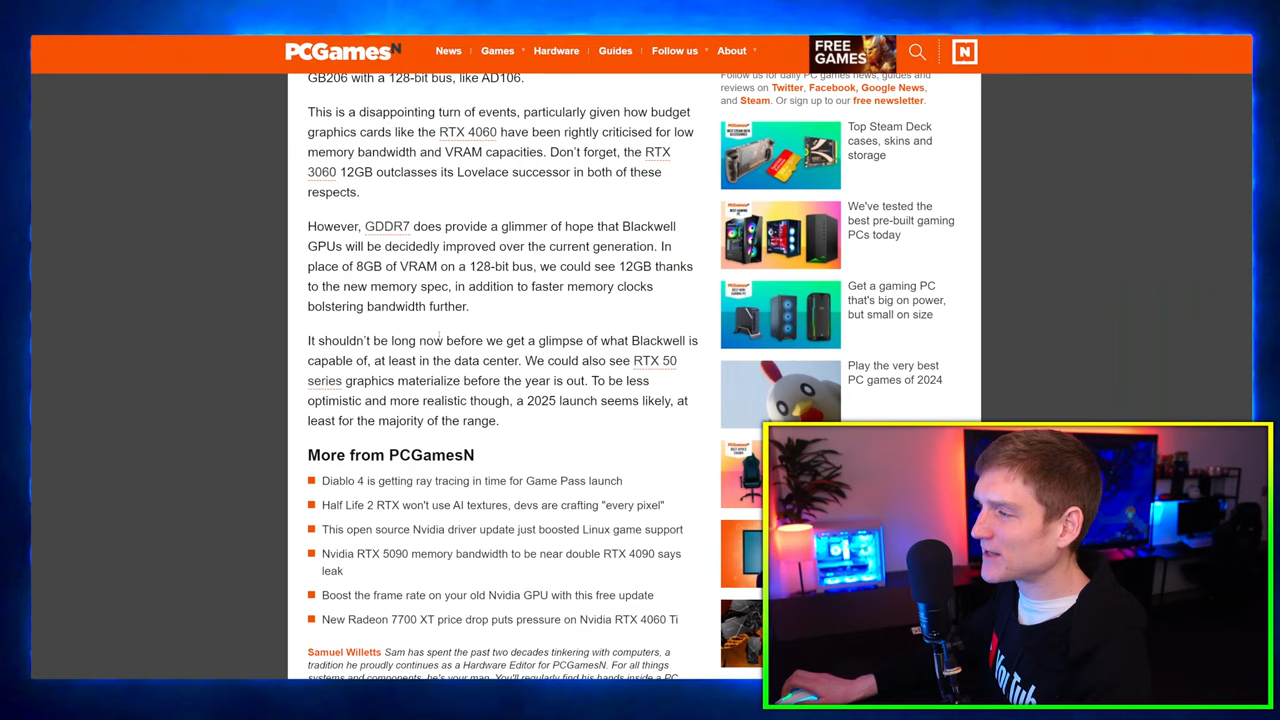 PCGamesN
News
Games
Hardware
Guides
Follow us
About
FREE
GAMES
N
GB206 with a 128-bit bus, like AD106.
This is a disappointing turn of events, particularly given how budget
graphics cards like the RTX 4060 have been rightly criticised for low
memory bandwidth and VRAM capacities. Don't forget, the RTX
3060 12GB outclasses its Lovelace successor in both of these
respects.
However, GDDR7 does provide a glimmer of hope that Blackwell
GPUs will be decidedly improved over the current generation. In
place of 8GB of VRAM on a 128-bit bus, we could see 12GB thanks
to the new memory spec, in addition to faster memory clocks
bolstering bandwidth further.
It shouldn't be long now before we get a glimpse of what Blackwell is
capable of, at least in the data center. We could also see RTX 50
series graphics materialize before the year is out. To be less
optimistic and more realistic though, a 2025 launch seems likely, at
least for the majority of the range.
More from PCGamesN
Diablo 4 is getting ray tracing in time for Game Pass launch
Half Life 2 RTX won't use AI textures, devs are crafting "every pixel"
This open source Nvidia driver update just boosted Linux game support
Nvidia RTX 5090 memory bandwidth to be near double RTX 4090 says
leak
Boost the frame rate on your old Nvidia GPU with this free update
New Radeon 7700 XT price drop puts pressure on Nvidia RTX 4060 Ti
Samuel Willetts Sam has spent the past two decades tinkering with computers, a
tradition he proudly continues as a Hardware Editor for PCGamesN. For all things
systems and components, he's your man. You'll regularly find his hands inside a PC
Follow us for daily PC games news, guides and
reviews on Twitter, Facebook, Google News,
and Steam. Or sign up to our free newsletter.
Top Steam Deck
cases, skins and
storage
We've tested the
best pre-built gaming
PCs today
Get a gaming PC
that's big on power,
but small on size
Play the very best
PC games of 2024
YouTub